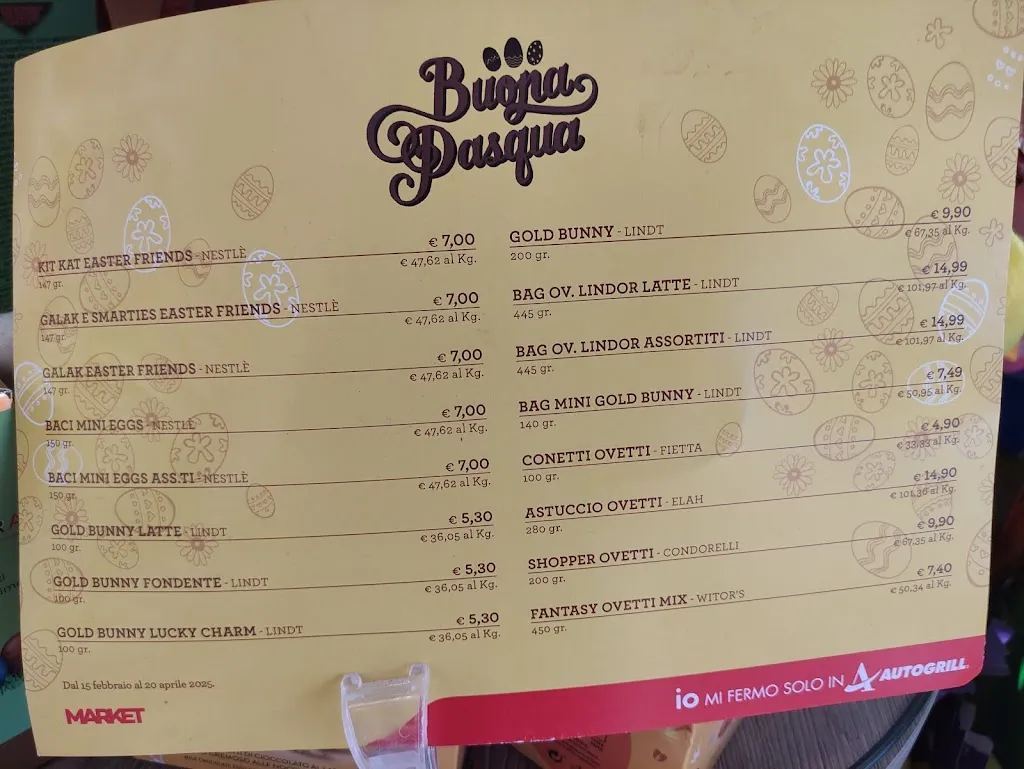 Buona
Pasqua
€ 7,00
KIT KAT EASTER FRIENDS - NESTLÈ
€ 47,62 al Kg.
147 gr.
€ 7,00
GALAK E SMARTIES EASTER FRIENDS - NESTLÈ
€ 47,62 al Kg.
147 gr.
€ 7,00
GALAK EASTER FRIENDS - NESTLÈ
€ 47,62 al Kg.
147 gr.
€ 7,00
BACI MINI EGGS - NESTLÈ
€ 47,62 al Kg.
150 gr.
€ 7,00
BACI MINI EGGS ASS.TI - NESTLÈ
€ 47,62 al Kg.
150 gr.
€ 5,30
GOLD BUNNY LATTE - LINDT
€ 36,05 al Kg.
100 gr.
€ 5,30
GOLD BUNNY FONDENTE - LINDT
€ 36,05 al Kg.
100 gr.
€ 5,30
GOLD BUNNY LUCKY CHARM - LINDT
€ 36,05 al Kg.
100 gr.
€ 9,90
GOLD BUNNY - LINDT
€ 67,35 al Kg.
200 gr.
€ 14,99
BAG OV. LINDOR LATTE - LINDT
€ 101,97 al Kg.
445 gr.
€ 14,99
BAG OV. LINDOR ASSORTITI - LINDT
€ 101,97 al Kg.
445 gr.
€ 7,49
BAG MINI GOLD BUNNY - LINDT
€ 50,95 al Kg.
140 gr.
€ 4,90
CONETTI OVETTI - FIETTA
€ 33,33 al Kg.
100 gr.
€ 14,90
ASTUCCIO OVETTI - ELAH
€ 101,36 al Kg.
280 gr.
€ 9,90
SHOPPER OVETTI - CONDORELLI
€ 67,35 al Kg.
200 gr.
€ 7,40
FANTASY OVETTI MIX - WITOR'S
€ 50,34 al Kg.
450 gr.
Dal 15 febbraio al 20 aprile 2025.
MARKET
io MI FERMO SOLO IN AUTOGRILL